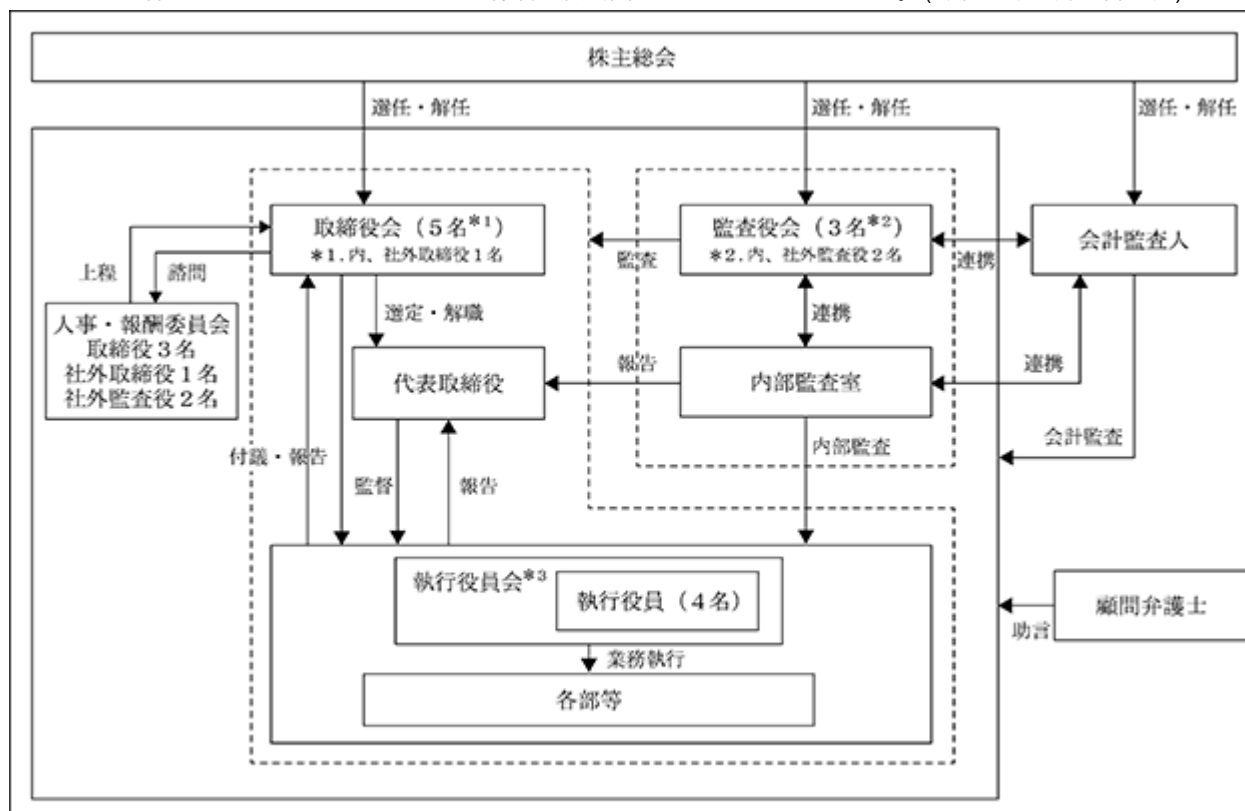 株主総会
選任・解任
選任・解任
選任・解任
取締役会（5名*1）
*1.内、社外取締役1名
監査役会（3名*2）
*2.内、社外監査役2名
会計監査人
監査
連携
上程
諮問
選定・解職
連携
人事・報酬委員会
取締役3名
社外取締役1名
社外監査役2名
代表取締役
報告
内部監査室
連携
付議・報告
監督
報告
内部監査
会計監査
執行役員会*3
執行役員（4名）
顧問弁護士
助言
業務執行
各部等